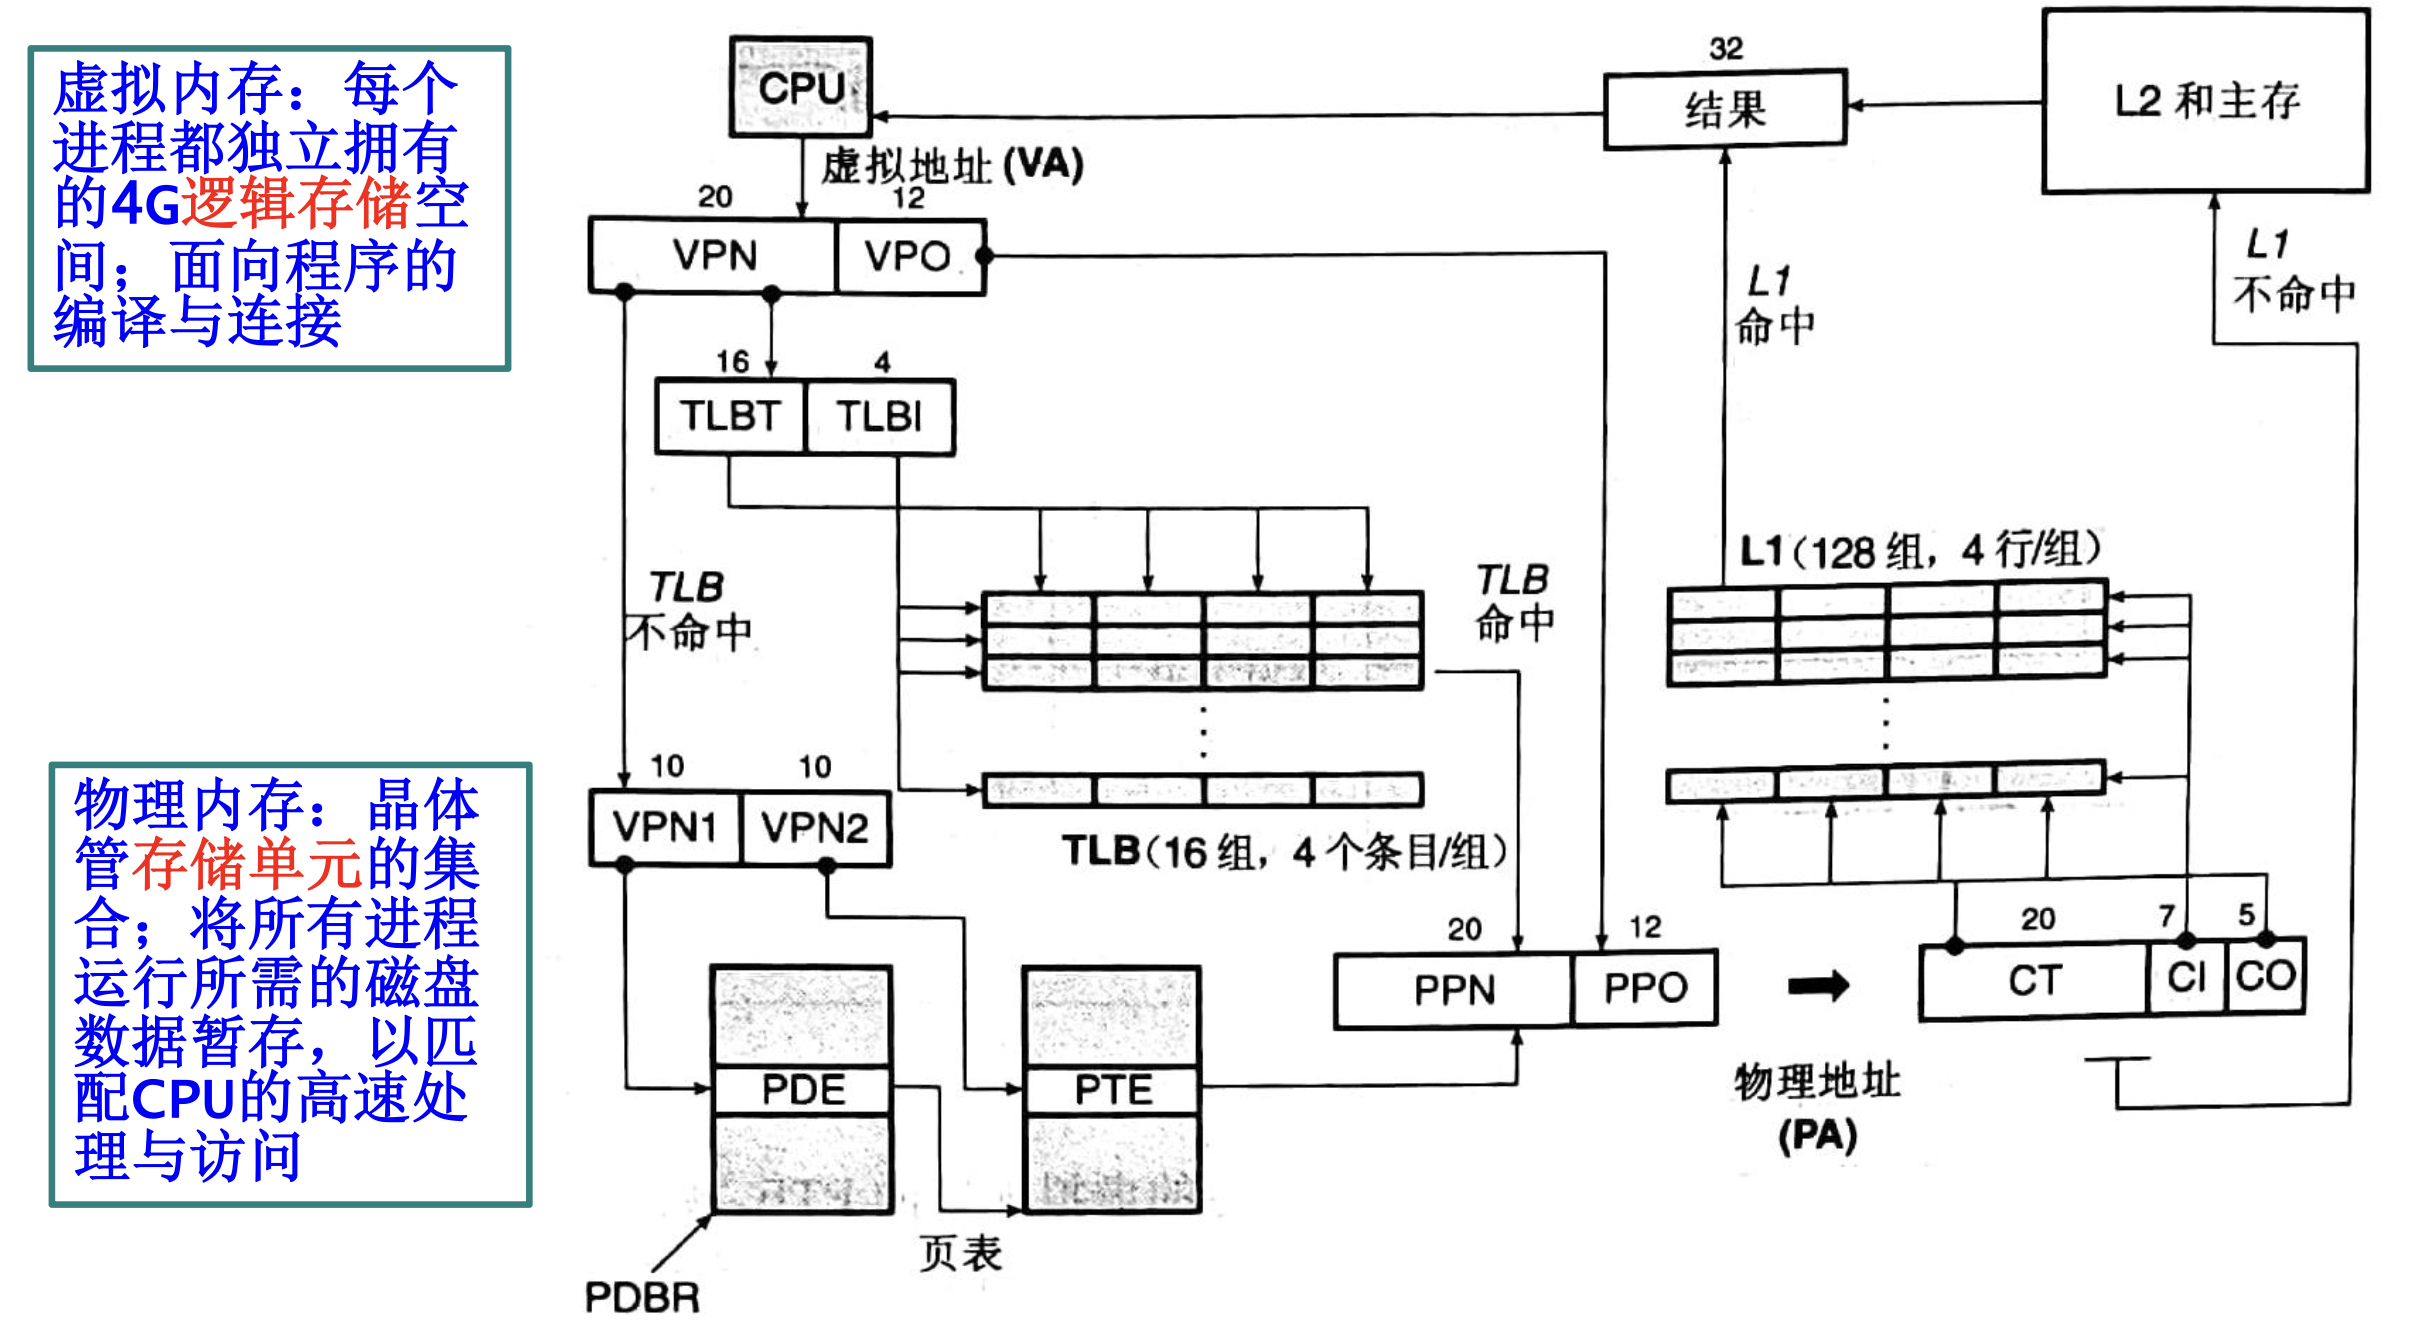 虚拟内存：每个
进程都独立拥有
的4G逻辑存储空
间；面向程序的
编译与连接
物理内存：晶体
管存储单元的集
合；将所有进程
运行所需的磁盘
数据暂存，以匹
配CPU的高速处
理与访问
CPU
32
结果
L2 和主存
虚拟地址 (VA)
20 12
VPN VPO
L1
命中
L1
不命中
16 4
TLBT TLBI
TLB
不命中
TLB
命中
L1（128 组，4 行/组）
10 10
VPN1 VPN2
TLB（16 组，4 个条目/组）
20 12
PPN PPO
20 7 5
CT CI CO
PDE
PTE
物理地址
(PA)
页表
PDBR